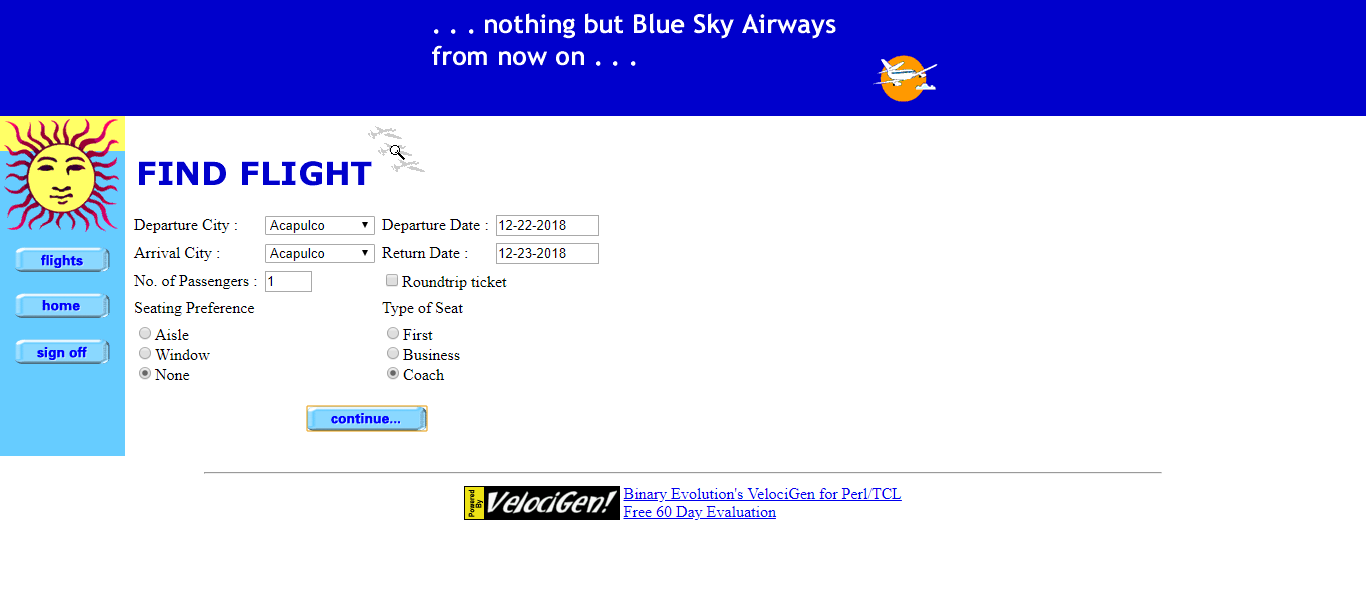 . . . nothing but Blue Sky Airways
from now on . . .
FIND FLIGHT
flights
home
sign off
Departure City : Acapulco Departure Date : 12-22-2018
Arrival City : Acapulco Return Date : 12-23-2018
No. of Passengers : 1 Roundtrip ticket
Seating Preference Type of Seat
Aisle First
Window Business
None Coach
continue...
Powered By VelociGen! Binary Evolution's VelociGen for Perl/TCL
Free 60 Day Evaluation